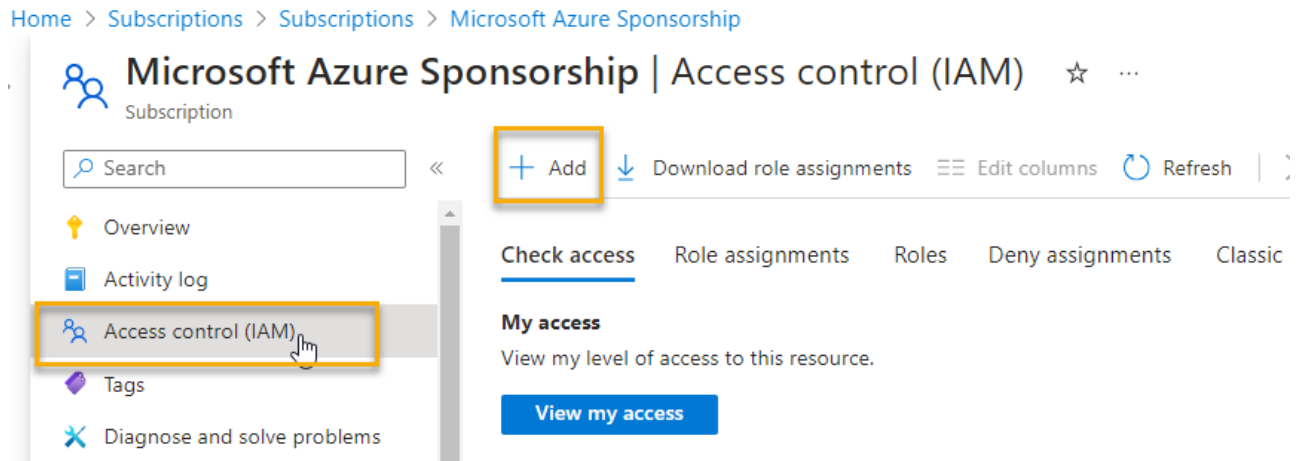 Home > Subscriptions > Subscriptions > Microsoft Azure Sponsorship
Microsoft Azure Sponsorship | Access control (IAM)
Subscription
Search
Add Download role assignments Edit columns Refresh
Overview
Check access Role assignments Roles Deny assignments Classic
Activity log
My access
Access control (IAM)
View my level of access to this resource.
Tags
View my access
Diagnose and solve problems